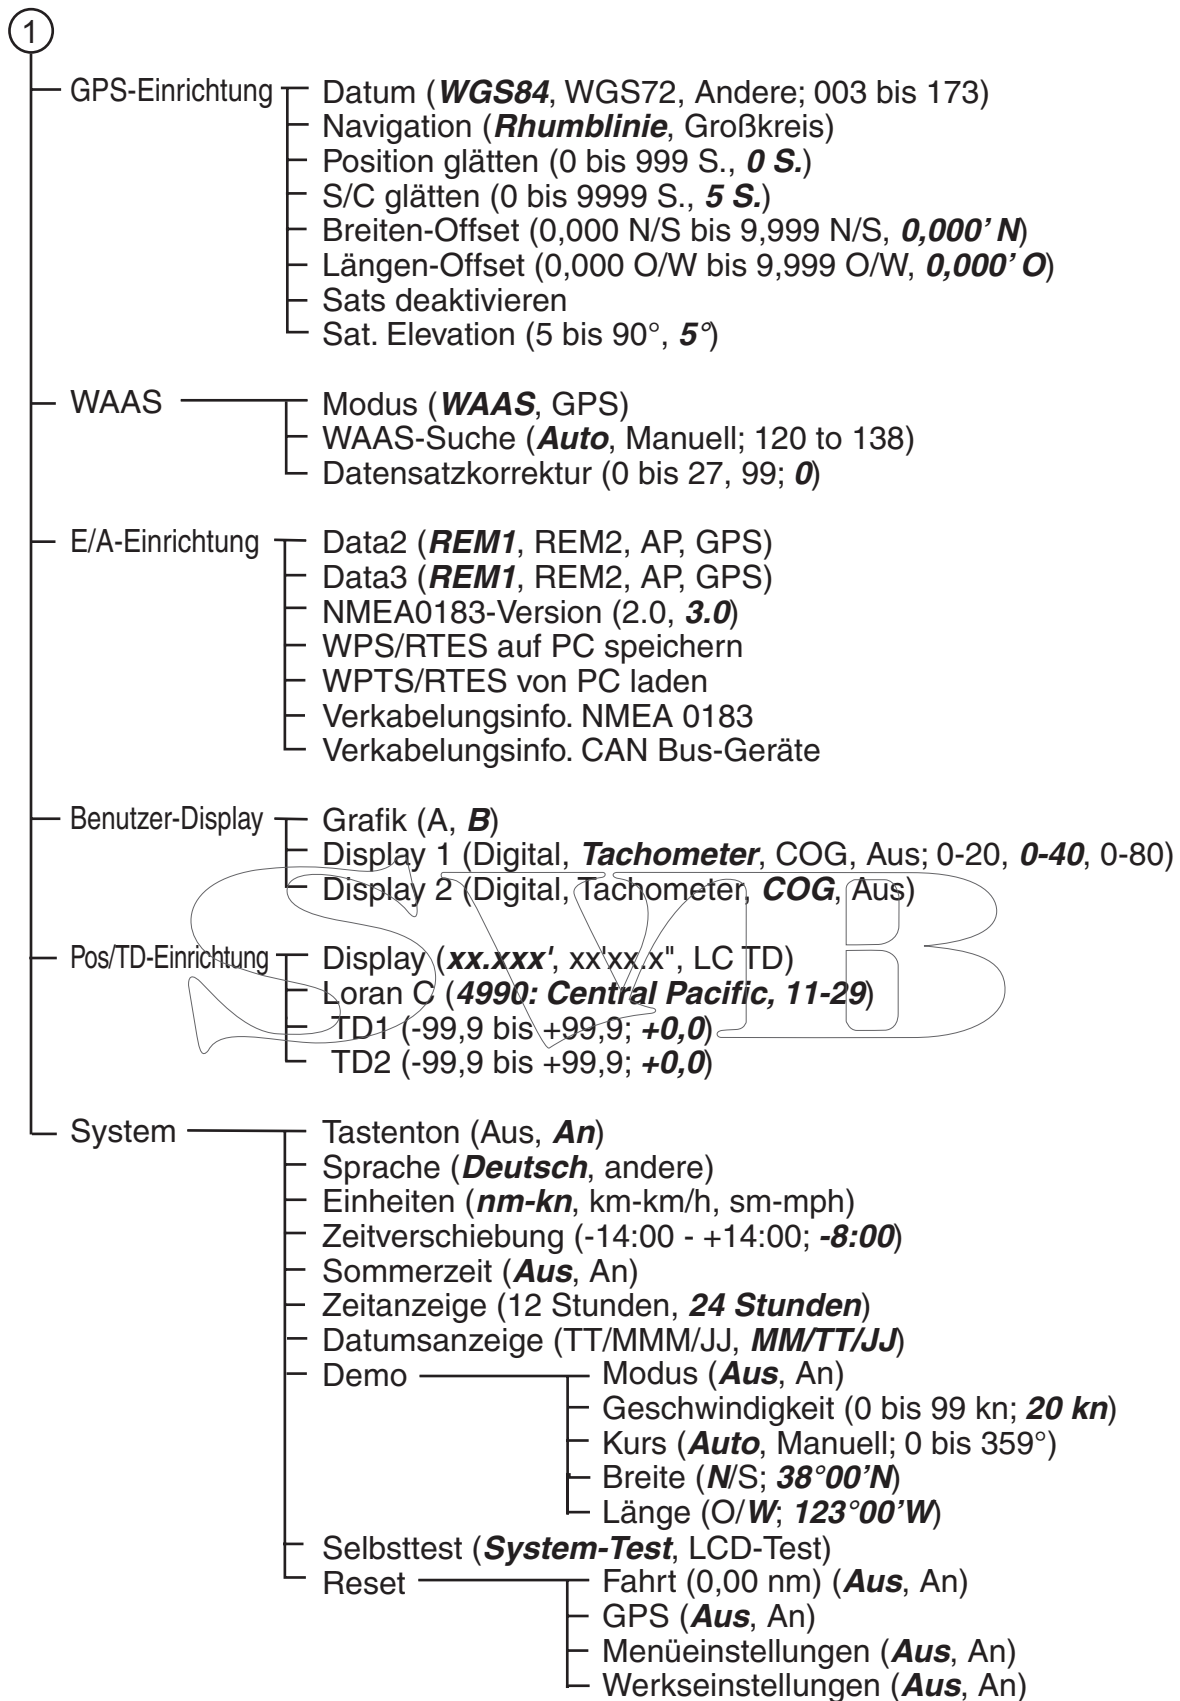 1
GPS-Einrichtung
Datum (WGS84, WGS72, Andere; 003 bis 173)
Navigation (Rhumblinie, Großkreis)
Position glätten (0 bis 999 S., 0 S.)
S/C glätten (0 bis 9999 S., 5 S.)
Breiten-Offset (0,000 N/S bis 9,999 N/S, 0,000’ N)
Längen-Offset (0,000 O/W bis 9,999 O/W, 0,000’ O)
Sats deaktivieren
Sat. Elevation (5 bis 90°, 5°)
WAAS
Modus (WAAS, GPS)
WAAS-Suche (Auto, Manuell; 120 to 138)
Datensatzkorrektur (0 bis 27, 99; 0)
E/A-Einrichtung
Data2 (REM1, REM2, AP, GPS)
Data3 (REM1, REM2, AP, GPS)
NMEA0183-Version (2.0, 3.0)
WPS/RTES auf PC speichern
WPTS/RTES von PC laden
Verkabelungsinfo. NMEA 0183
Verkabelungsinfo. CAN Bus-Geräte
Benutzer-Display
Grafik (A, B)
Display 1 (Digital, Tachometer, COG, Aus; 0-20, 0-40, 0-80)
Display 2 (Digital, Tachometer, COG, Aus)
SVB
Pos/TD-Einrichtung
Display (xx.xxx', xx'xx.x", LC TD)
Loran C (4990: Central Pacific, 11-29)
TD1 (-99,9 bis +99,9; +0,0)
TD2 (-99,9 bis +99,9; +0,0)
System
Tastenton (Aus, An)
Sprache (Deutsch, andere)
Einheiten (nm-kn, km-km/h, sm-mph)
Zeitverschiebung (-14:00 - +14:00; -8:00)
Sommerzeit (Aus, An)
Zeitanzeige (12 Stunden, 24 Stunden)
Datumsanzeige (TT/MMM/JJ, MM/TT/JJ)
Demo
Modus (Aus, An)
Geschwindigkeit (0 bis 99 kn; 20 kn)
Kurs (Auto, Manuell; 0 bis 359°)
Breite (N/S; 38°00’N)
Länge (O/W; 123°00’W)
Selbsttest (System-Test, LCD-Test)
Reset
Fahrt (0,00 nm) (Aus, An)
GPS (Aus, An)
Menüeinstellungen (Aus, An)
Werkseinstellungen (Aus, An)